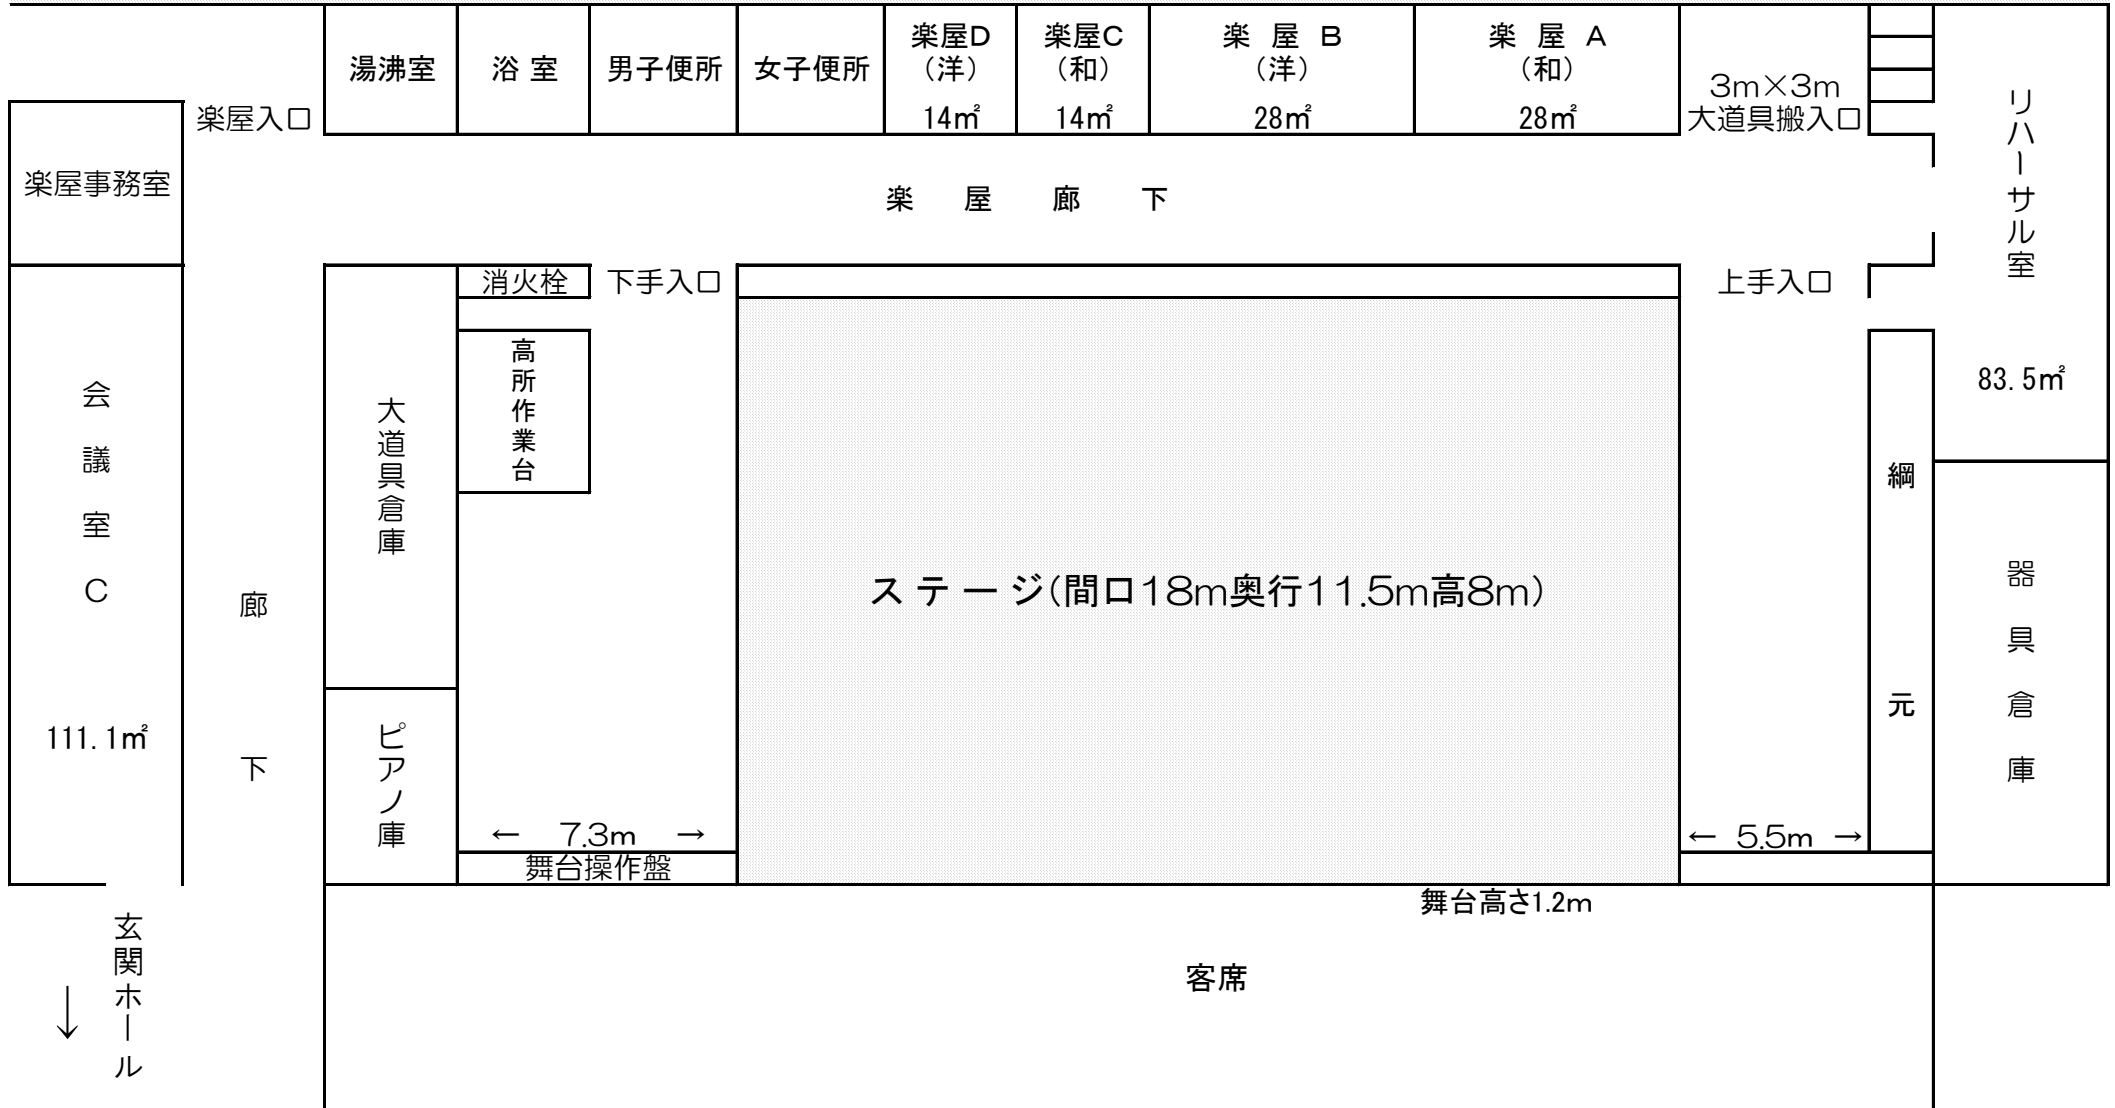 湯沸室
浴 室
男子便所
女子便所
楽屋D
（洋）
14㎡
楽屋C
（和）
14㎡
楽 屋 B
（洋）
28㎡
楽 屋 A
（和）
28㎡
3m×3m
大道具搬入口
楽屋入口
楽屋事務室
楽 屋 廊 下
リハーサル室
83.5㎡
消火栓
下手入口
上手入口
高所作業台
大道具倉庫
会議室C
111.1㎡
廊下
ステージ(間口18m奥行11.5m高8m)
綱元
器具倉庫
ピアノ庫
← 7.3m →
← 5.5m →
舞台操作盤
舞台高さ1.2m
客席
玄関ホール
↓